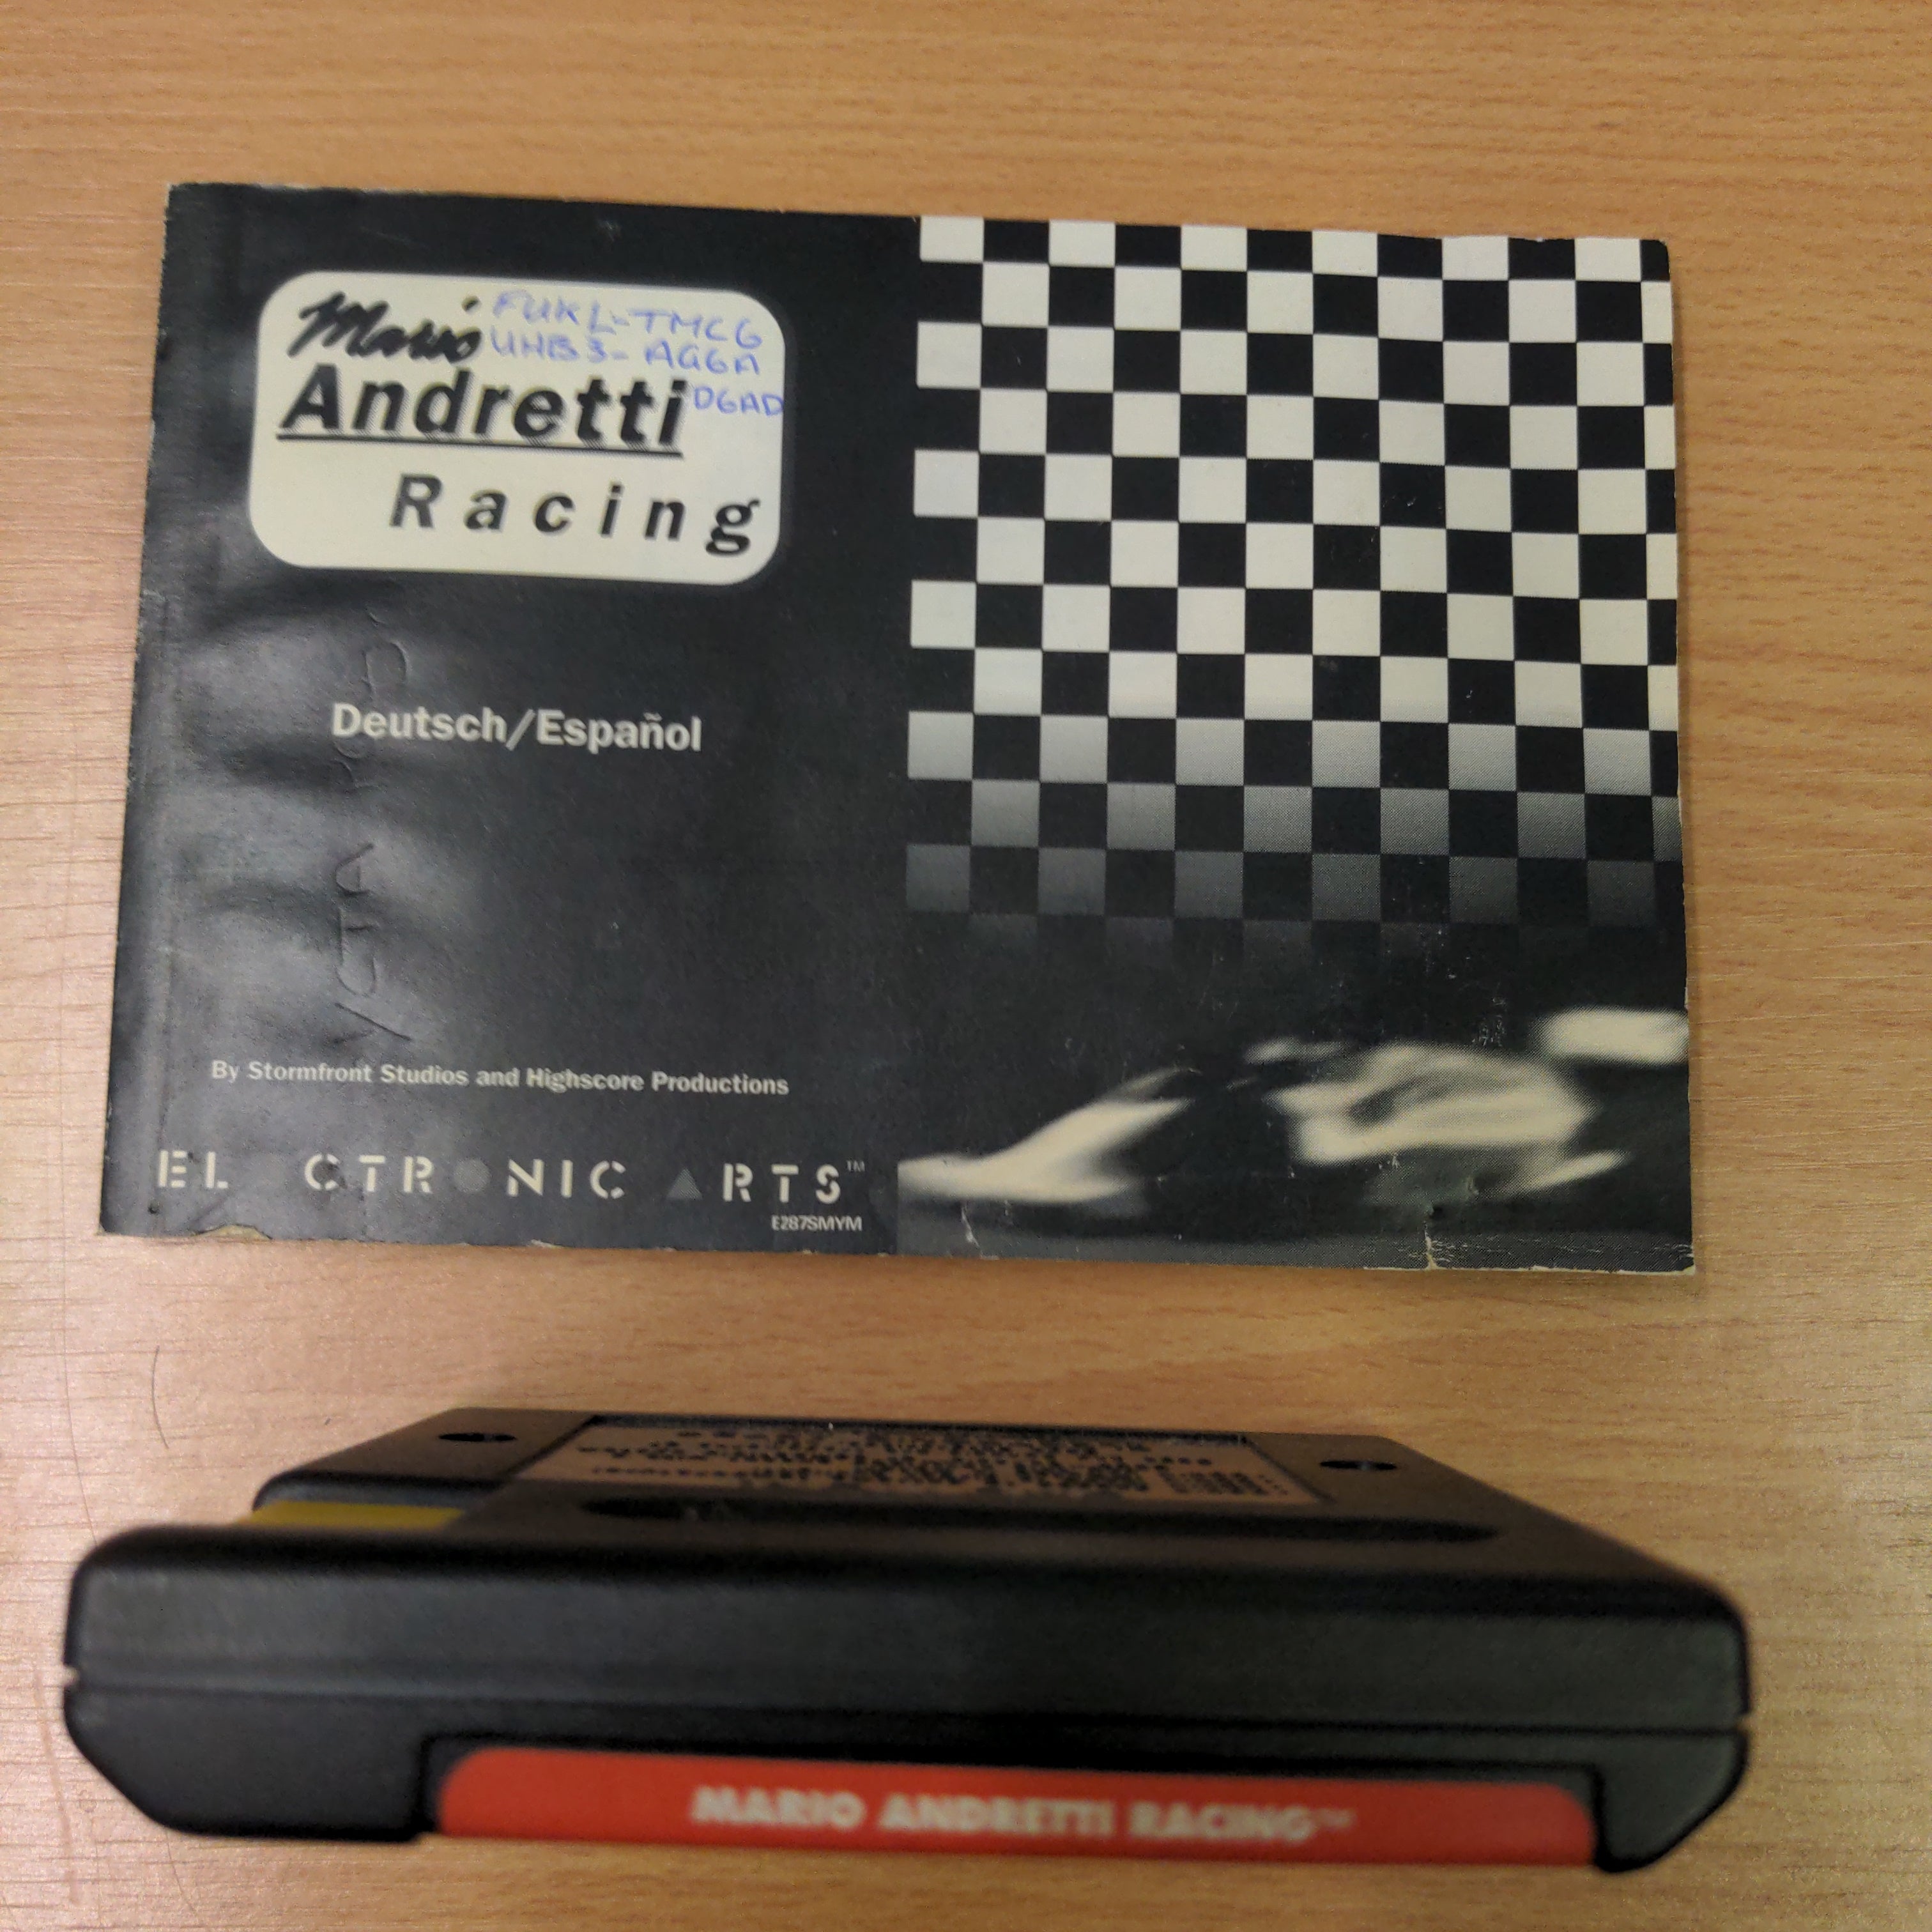 Mario
FUKL-TMCG
UHB3-AGGA
Andretti
DGAD
Racing
Deutsch/Español
By Stormfront Studios and Highscore Productions
EL CTR NIC RTS™
E287SMYM
MARIO ANDRETTI RACING™